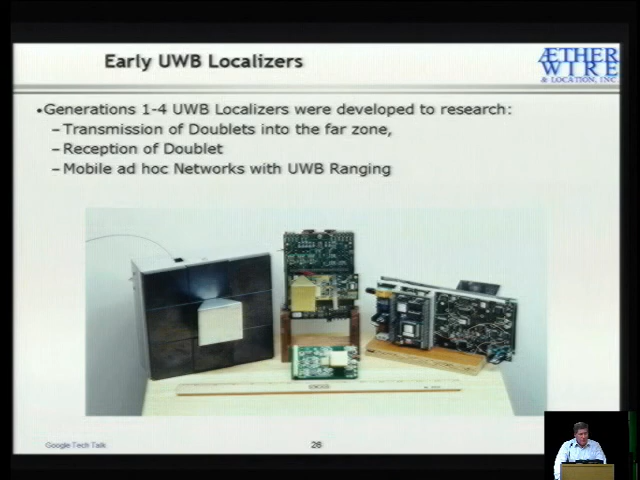 Early UWB Localizers
ÆTHER
WIRE
& LOCATION, INC
•Generations 1-4 UWB Localizers were developed to research:
–Transmission of Doublets into the far zone,
–Reception of Doublet
–Mobile ad hoc Networks with UWB Ranging
Google Tech Talk
26